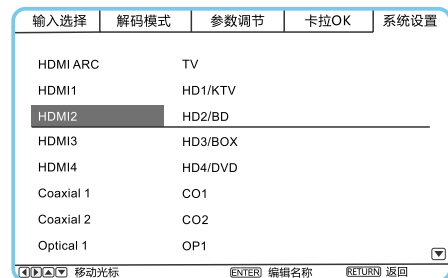 输入选择 解码模式 参数调节 卡拉OK 系统设置
HDMI ARC TV
HDMI1 HD1/KTV
HDMI2 HD2/BD
HDMI3 HD3/BOX
HDMI4 HD4/DVD
Coaxial 1 CO1
Coaxial 2 CO2
Optical 1 OP1
移动光标 ENTER 编辑名称 RETURN 返回